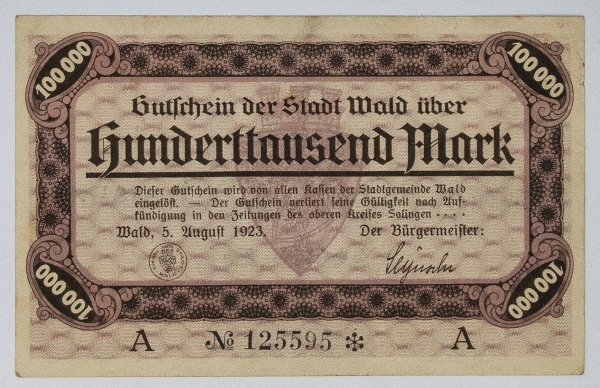 100 000
100 000
Gutschein der Stadt Wald über
Hunderttausend Mark
Dieser Gutschein wird von allen Kassen der Stadtgemeinde Wald
eingelöst. — Der Gutschein verliert seine Gültigkeit nach Auf-
kündigung in den Zeitungen des oberen Kreises Solingen . . . .
Wald, 5. August 1923.
Der Bürgermeister:
100 000
100 000
A
№ 125595 ✻
A